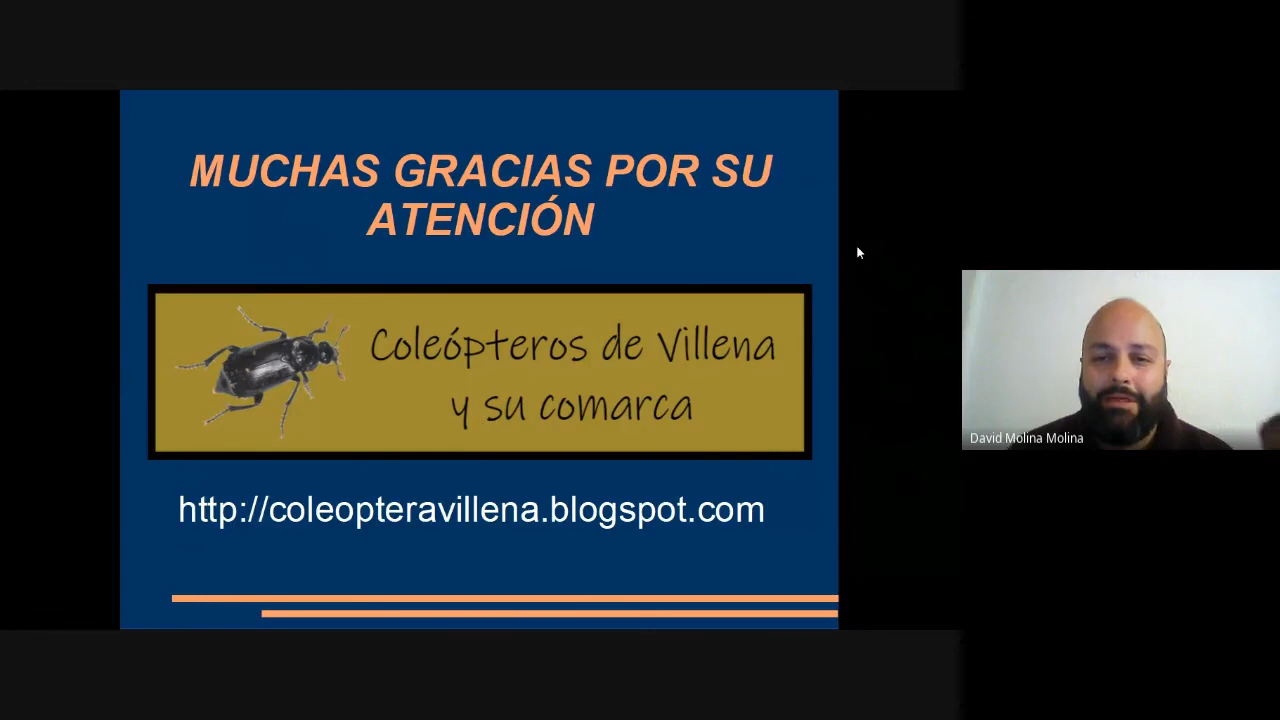 MUCHAS GRACIAS POR SU
ATENCIÓN
Coleópteros de Villena
y su comarca
http://coleopteravillena.blogspot.com
David Molina Molina